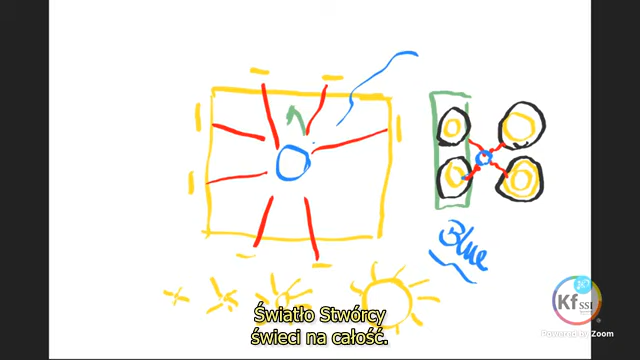 Blue
Światło Stwórcy
świeci na całość.
Kf SSI
Powered by Zoom